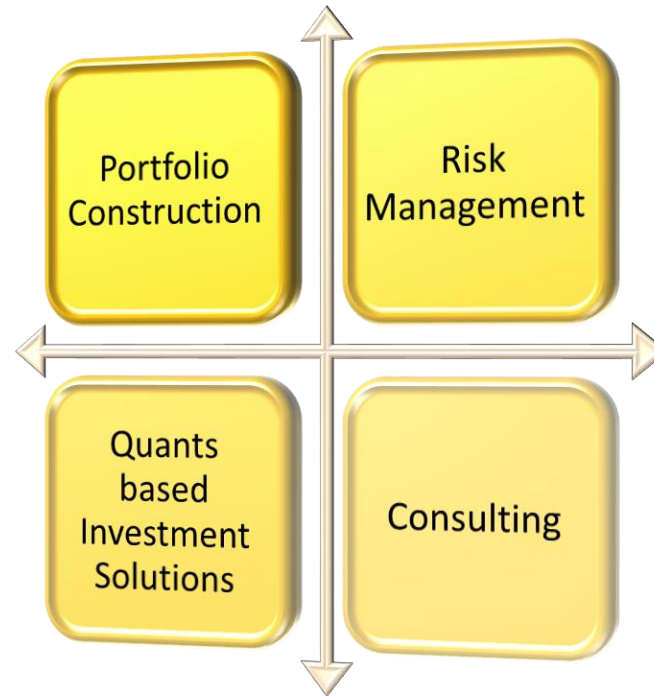 Portfolio
Construction
Risk
Management
Quants
based
Investment
Solutions
Consulting